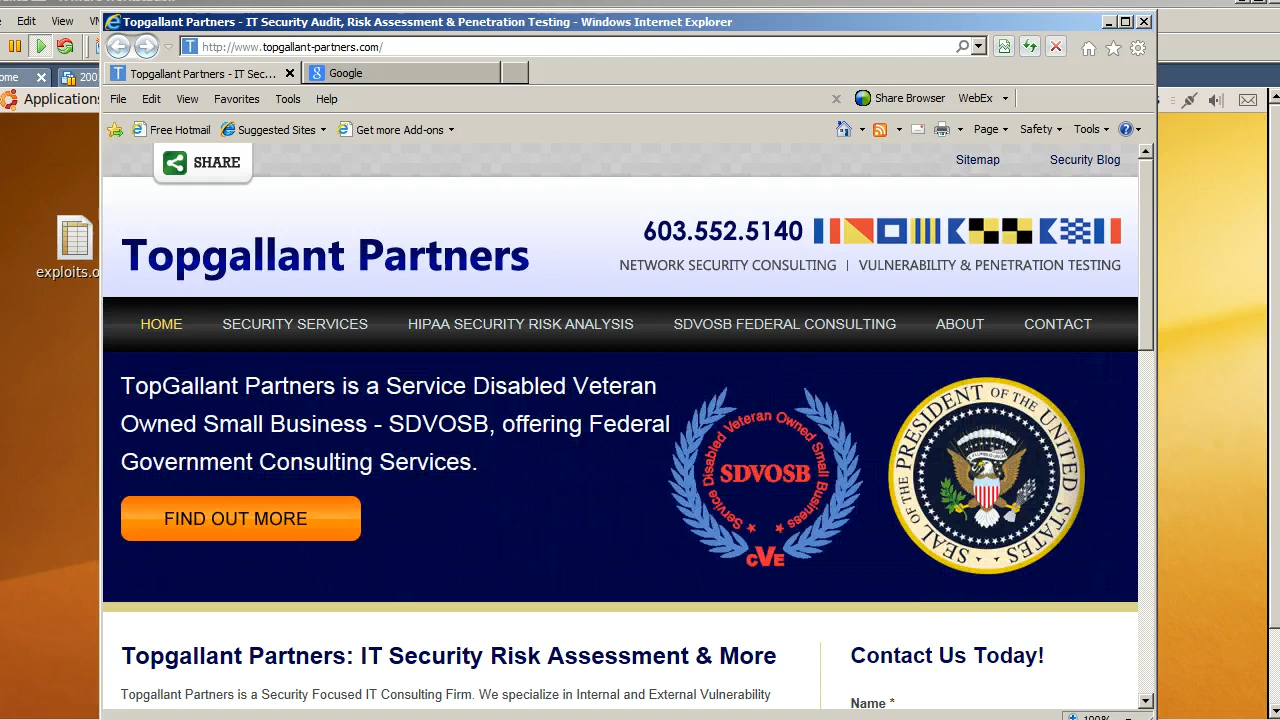 Topgallant Partners - IT Security Audit, Risk Assessment & Penetration Testing - Windows Internet Explorer
Edit View
http://www.topgallant-partners.com/
ome 200
Topgallant Partners - IT Sec... Google
Applications
File Edit View Favorites Tools Help
Share Browser WebEx
Free Hotmail Suggested Sites Get more Add-ons
Page Safety Tools
SHARE
Sitemap Security Blog
Topgallant Partners
603.552.5140
NETWORK SECURITY CONSULTING | VULNERABILITY & PENETRATION TESTING
exploits.o
HOME SECURITY SERVICES HIPAA SECURITY RISK ANALYSIS SDVOSB FEDERAL CONSULTING ABOUT CONTACT
TopGallant Partners is a Service Disabled Veteran
Owned Small Business - SDVOSB, offering Federal
Government Consulting Services.
FIND OUT MORE
Service Disabled Veteran Owned Small Business
SDVOSB
CVE
SEAL OF THE PRESIDENT OF THE UNITED STATES
Topgallant Partners: IT Security Risk Assessment & More
Contact Us Today!
Topgallant Partners is a Security Focused IT Consulting Firm. We specialize in Internal and External Vulnerability
Name *
100%